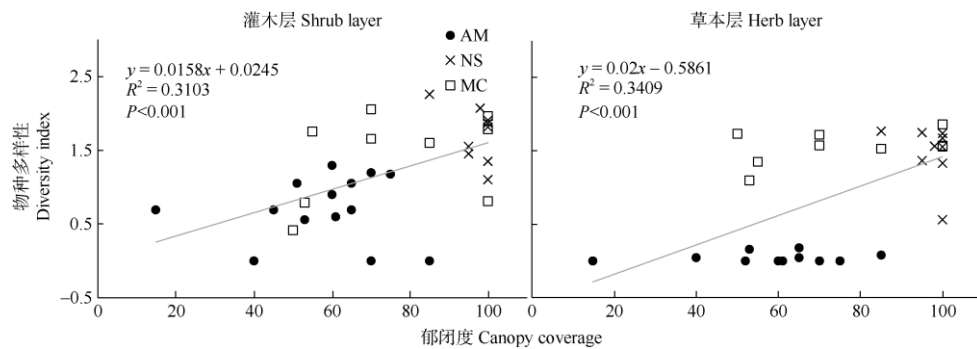 灌木层 Shrub layer
草本层 Herb layer
AM
NS
MC
y = 0.0158x + 0.0245
R² = 0.3103
P<0.001
y = 0.02x − 0.5861
R² = 0.3409
P<0.001
物种多样性
Diversity index
2.5
1.5
0.5
−0.5
0 20 40 60 80 100 0 20 40 60 80 100
郁闭度 Canopy coverage